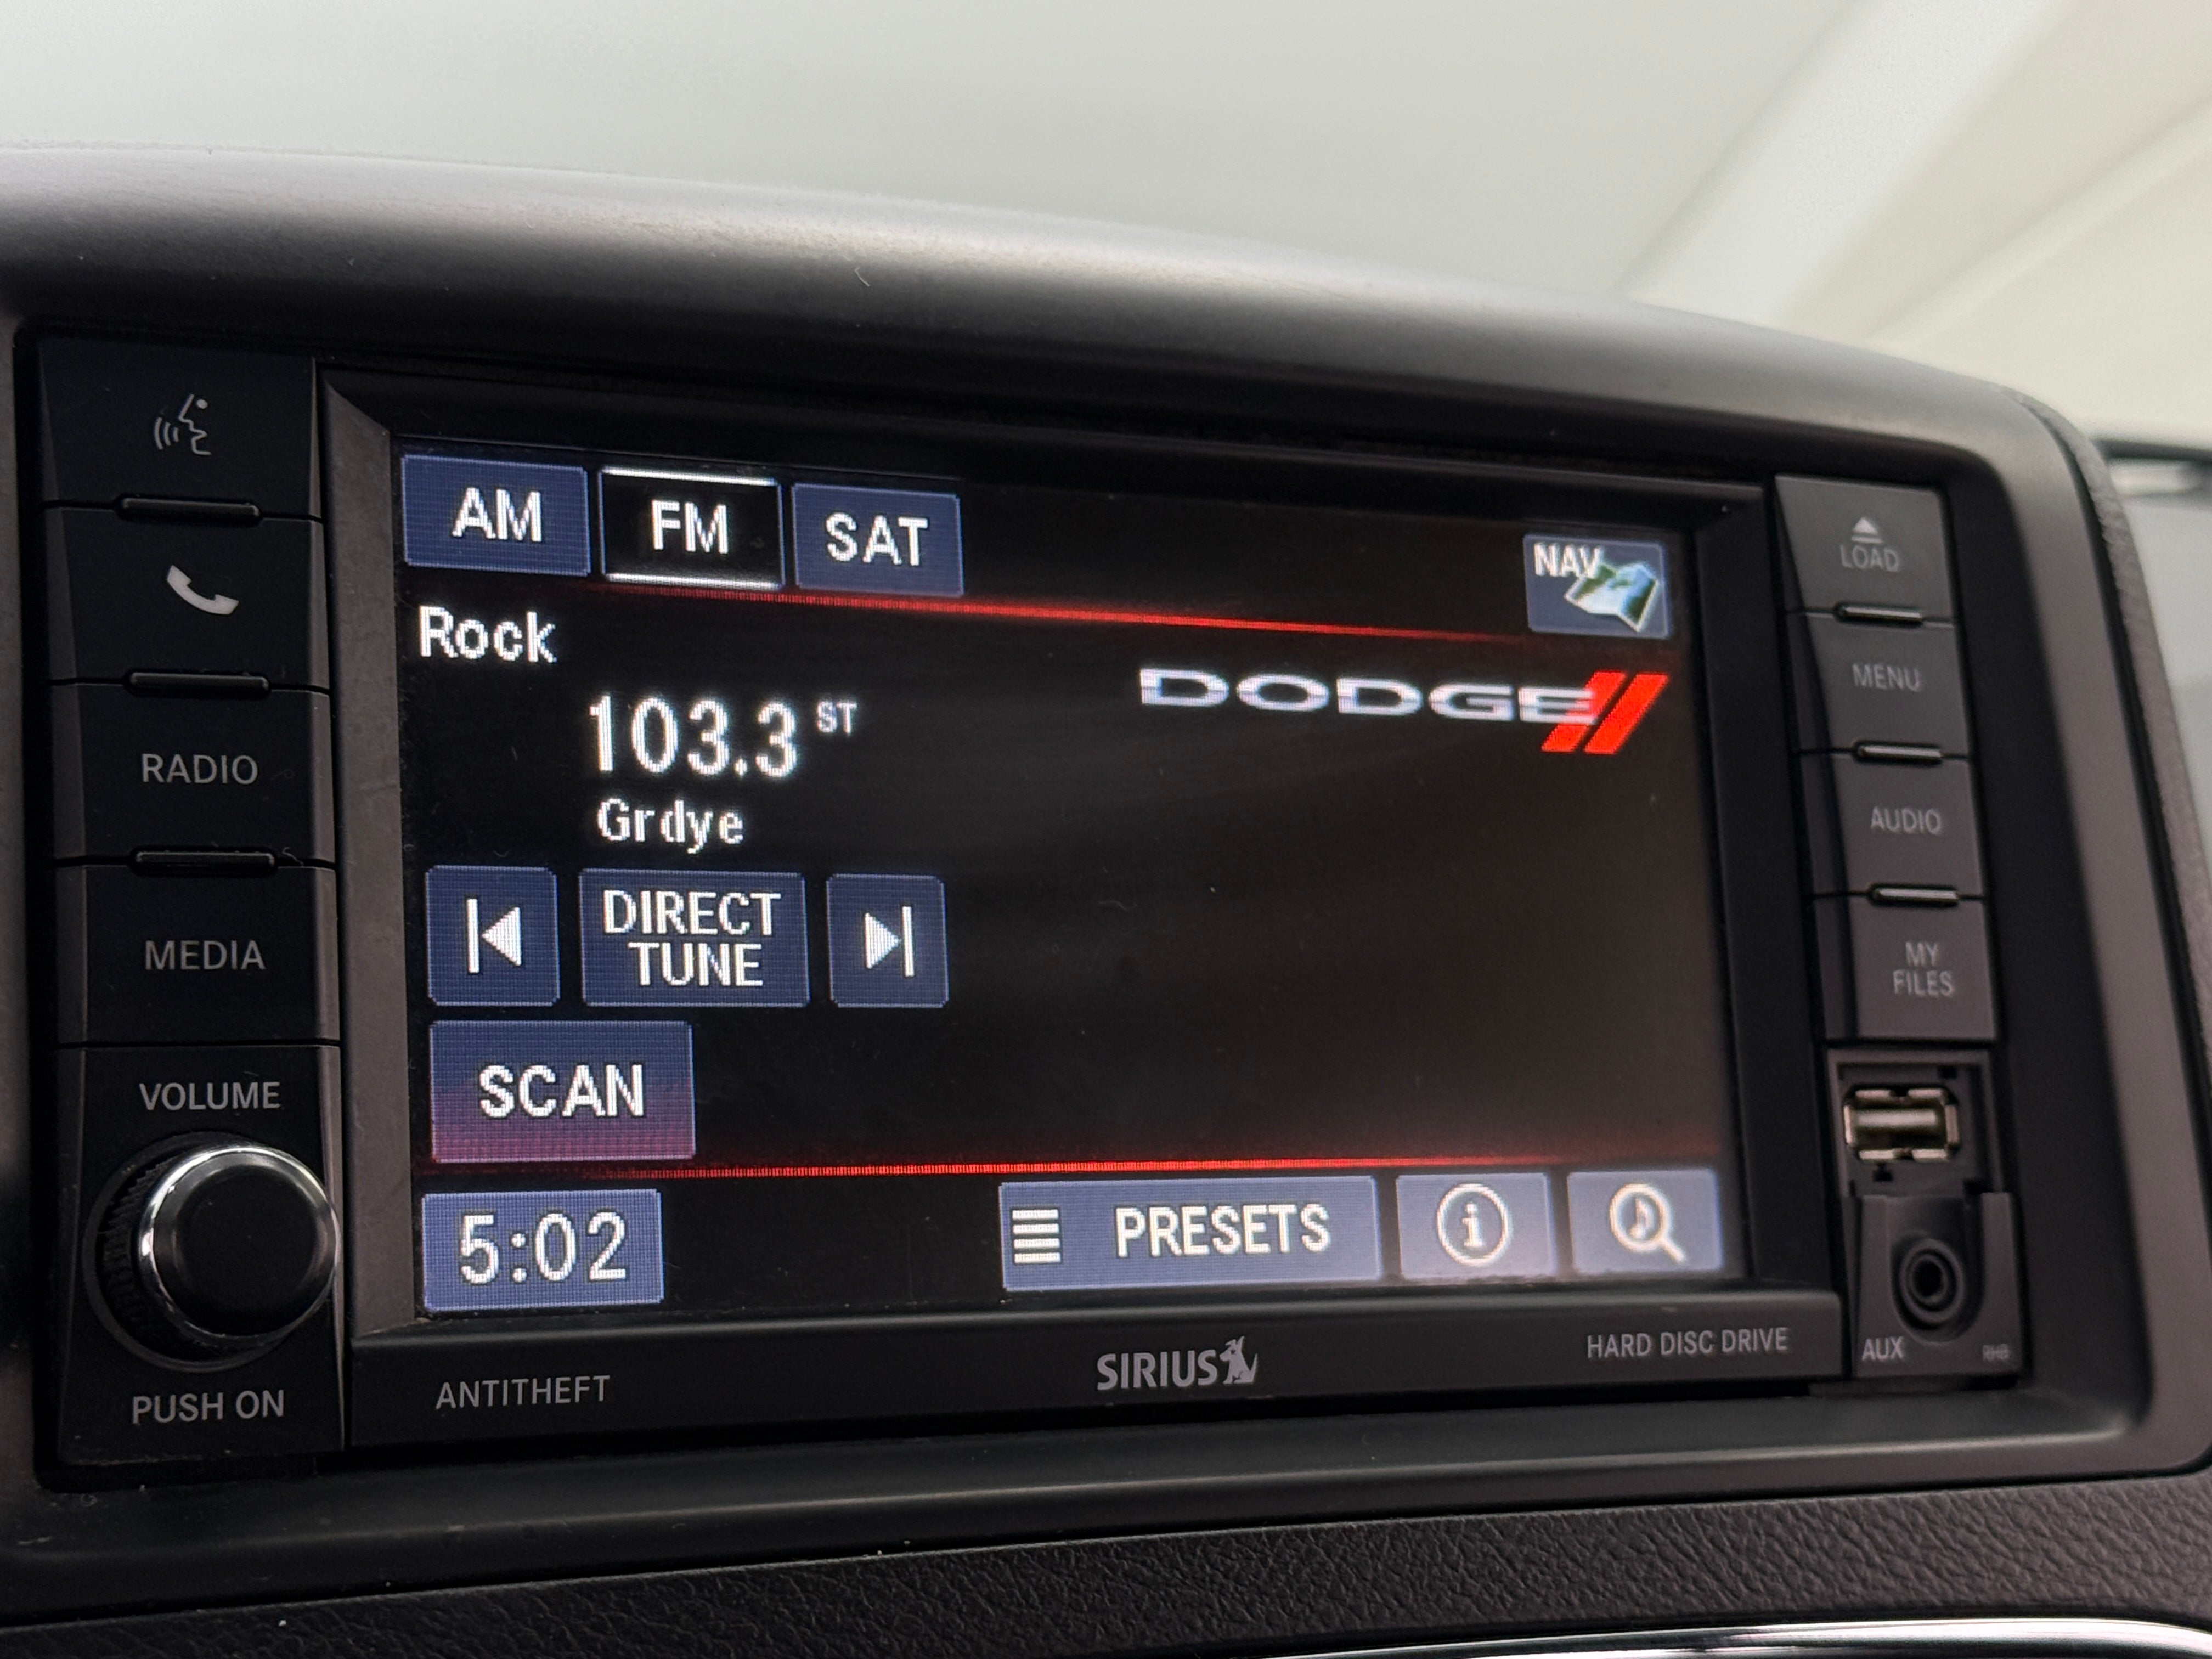 AM FM SAT
NAV
Rock
103.3 ST
Grdye
DODGE
DIRECT
TUNE
SCAN
5:02
PRESETS
i
RADIO
MEDIA
VOLUME
PUSH ON
LOAD
MENU
AUDIO
MY
FILES
ANTITHEFT
SIRIUS
HARD DISC DRIVE
AUX
RHB